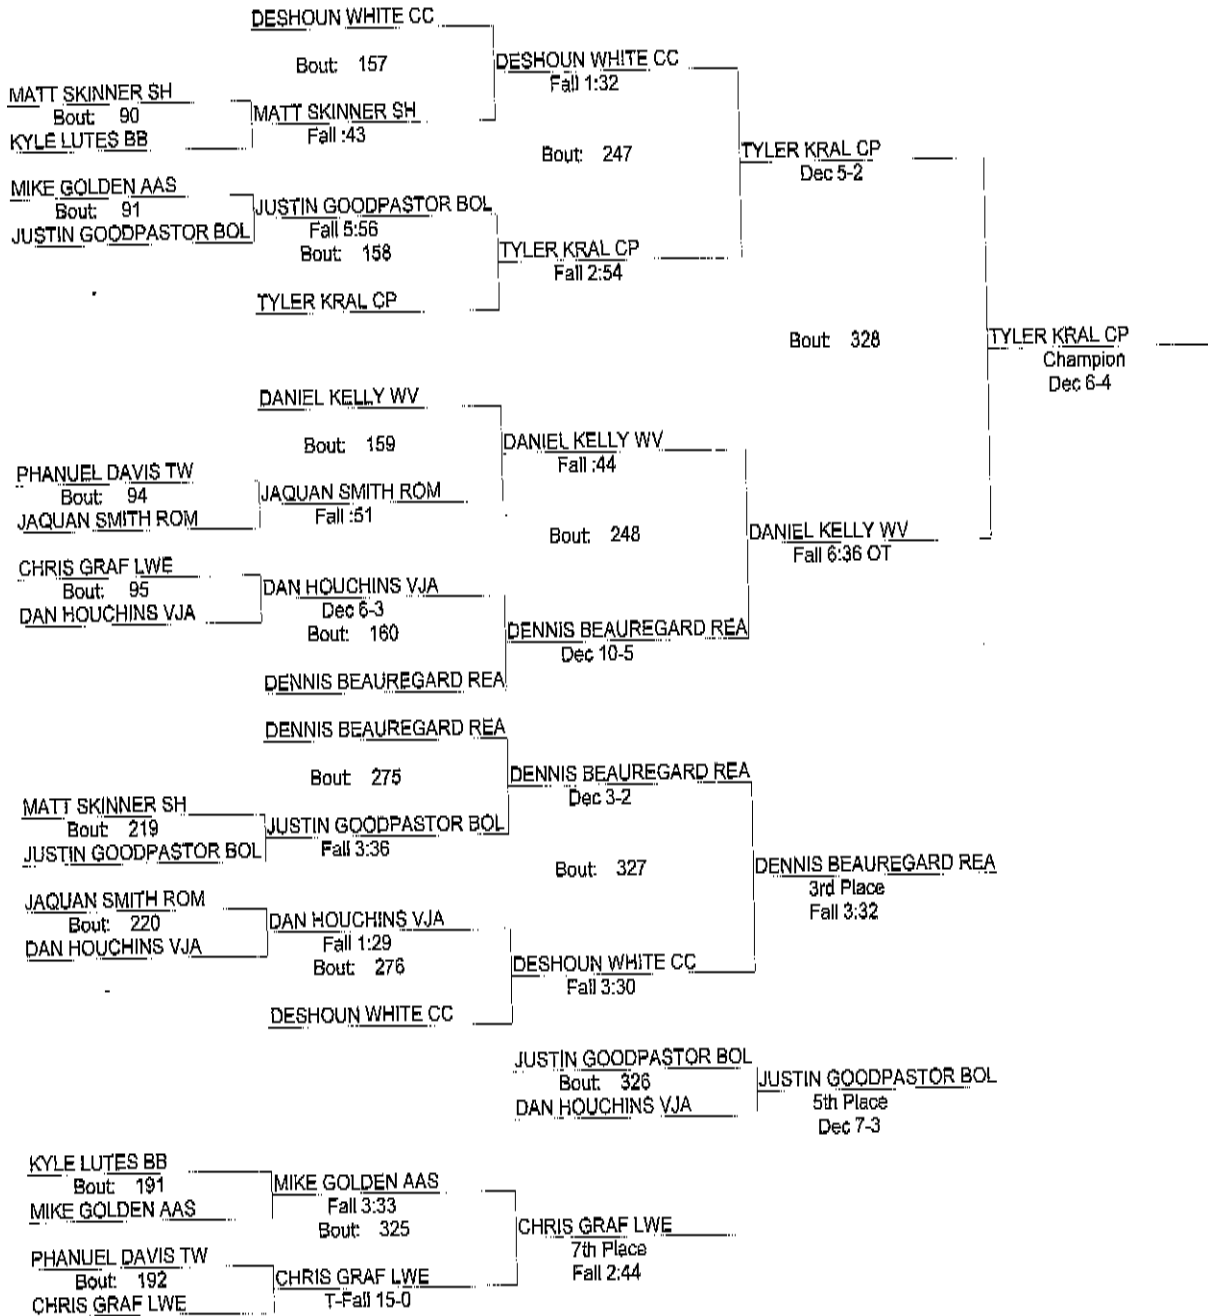 DESHOUN WHITE CC
Bout: 157
DESHOUN WHITE CC
Fall 1:32
MATT SKINNER SH
Bout: 90
KYLE LUTES BB
MATT SKINNER SH
Fall :43
Bout: 247
TYLER KRAL CP
Dec 5-2
MIKE GOLDEN AAS
Bout: 91
JUSTIN GOODPASTOR BOL
JUSTIN GOODPASTOR BOL
Fall 5:56
Bout: 158
TYLER KRAL CP
Fall 2:54
TYLER KRAL CP
Bout: 328
TYLER KRAL CP
Champion
Dec 6-4
DANIEL KELLY WV
Bout: 159
DANIEL KELLY WV
Fall :44
PHANUEL DAVIS TW
Bout: 94
JAQUAN SMITH ROM
JAQUAN SMITH ROM
Fall :51
Bout: 248
DANIEL KELLY WV
Fall 6:36 OT
CHRIS GRAF LWE
Bout: 95
DAN HOUCHINS VJA
DAN HOUCHINS VJA
Dec 6-3
Bout: 160
DENNIS BEAUREGARD REA
Dec 10-5
DENNIS BEAUREGARD REA
DENNIS BEAUREGARD REA
Bout: 275
DENNIS BEAUREGARD REA
Dec 3-2
MATT SKINNER SH
Bout: 219
JUSTIN GOODPASTOR BOL
JUSTIN GOODPASTOR BOL
Fall 3:36
Bout: 327
DENNIS BEAUREGARD REA
3rd Place
Fall 3:32
JAQUAN SMITH ROM
Bout: 220
DAN HOUCHINS VJA
DAN HOUCHINS VJA
Fall 1:29
Bout: 276
DESHOUN WHITE CC
Fall 3:30
DESHOUN WHITE CC
JUSTIN GOODPASTOR BOL
Bout: 326
DAN HOUCHINS VJA
JUSTIN GOODPASTOR BOL
5th Place
Dec 7-3
KYLE LUTES BB
Bout: 191
MIKE GOLDEN AAS
MIKE GOLDEN AAS
Fall 3:33
Bout: 325
CHRIS GRAF LWE
7th Place
Fall 2:44
PHANUEL DAVIS TW
Bout: 192
CHRIS GRAF LWE
CHRIS GRAF LWE
T-Fall 15-0